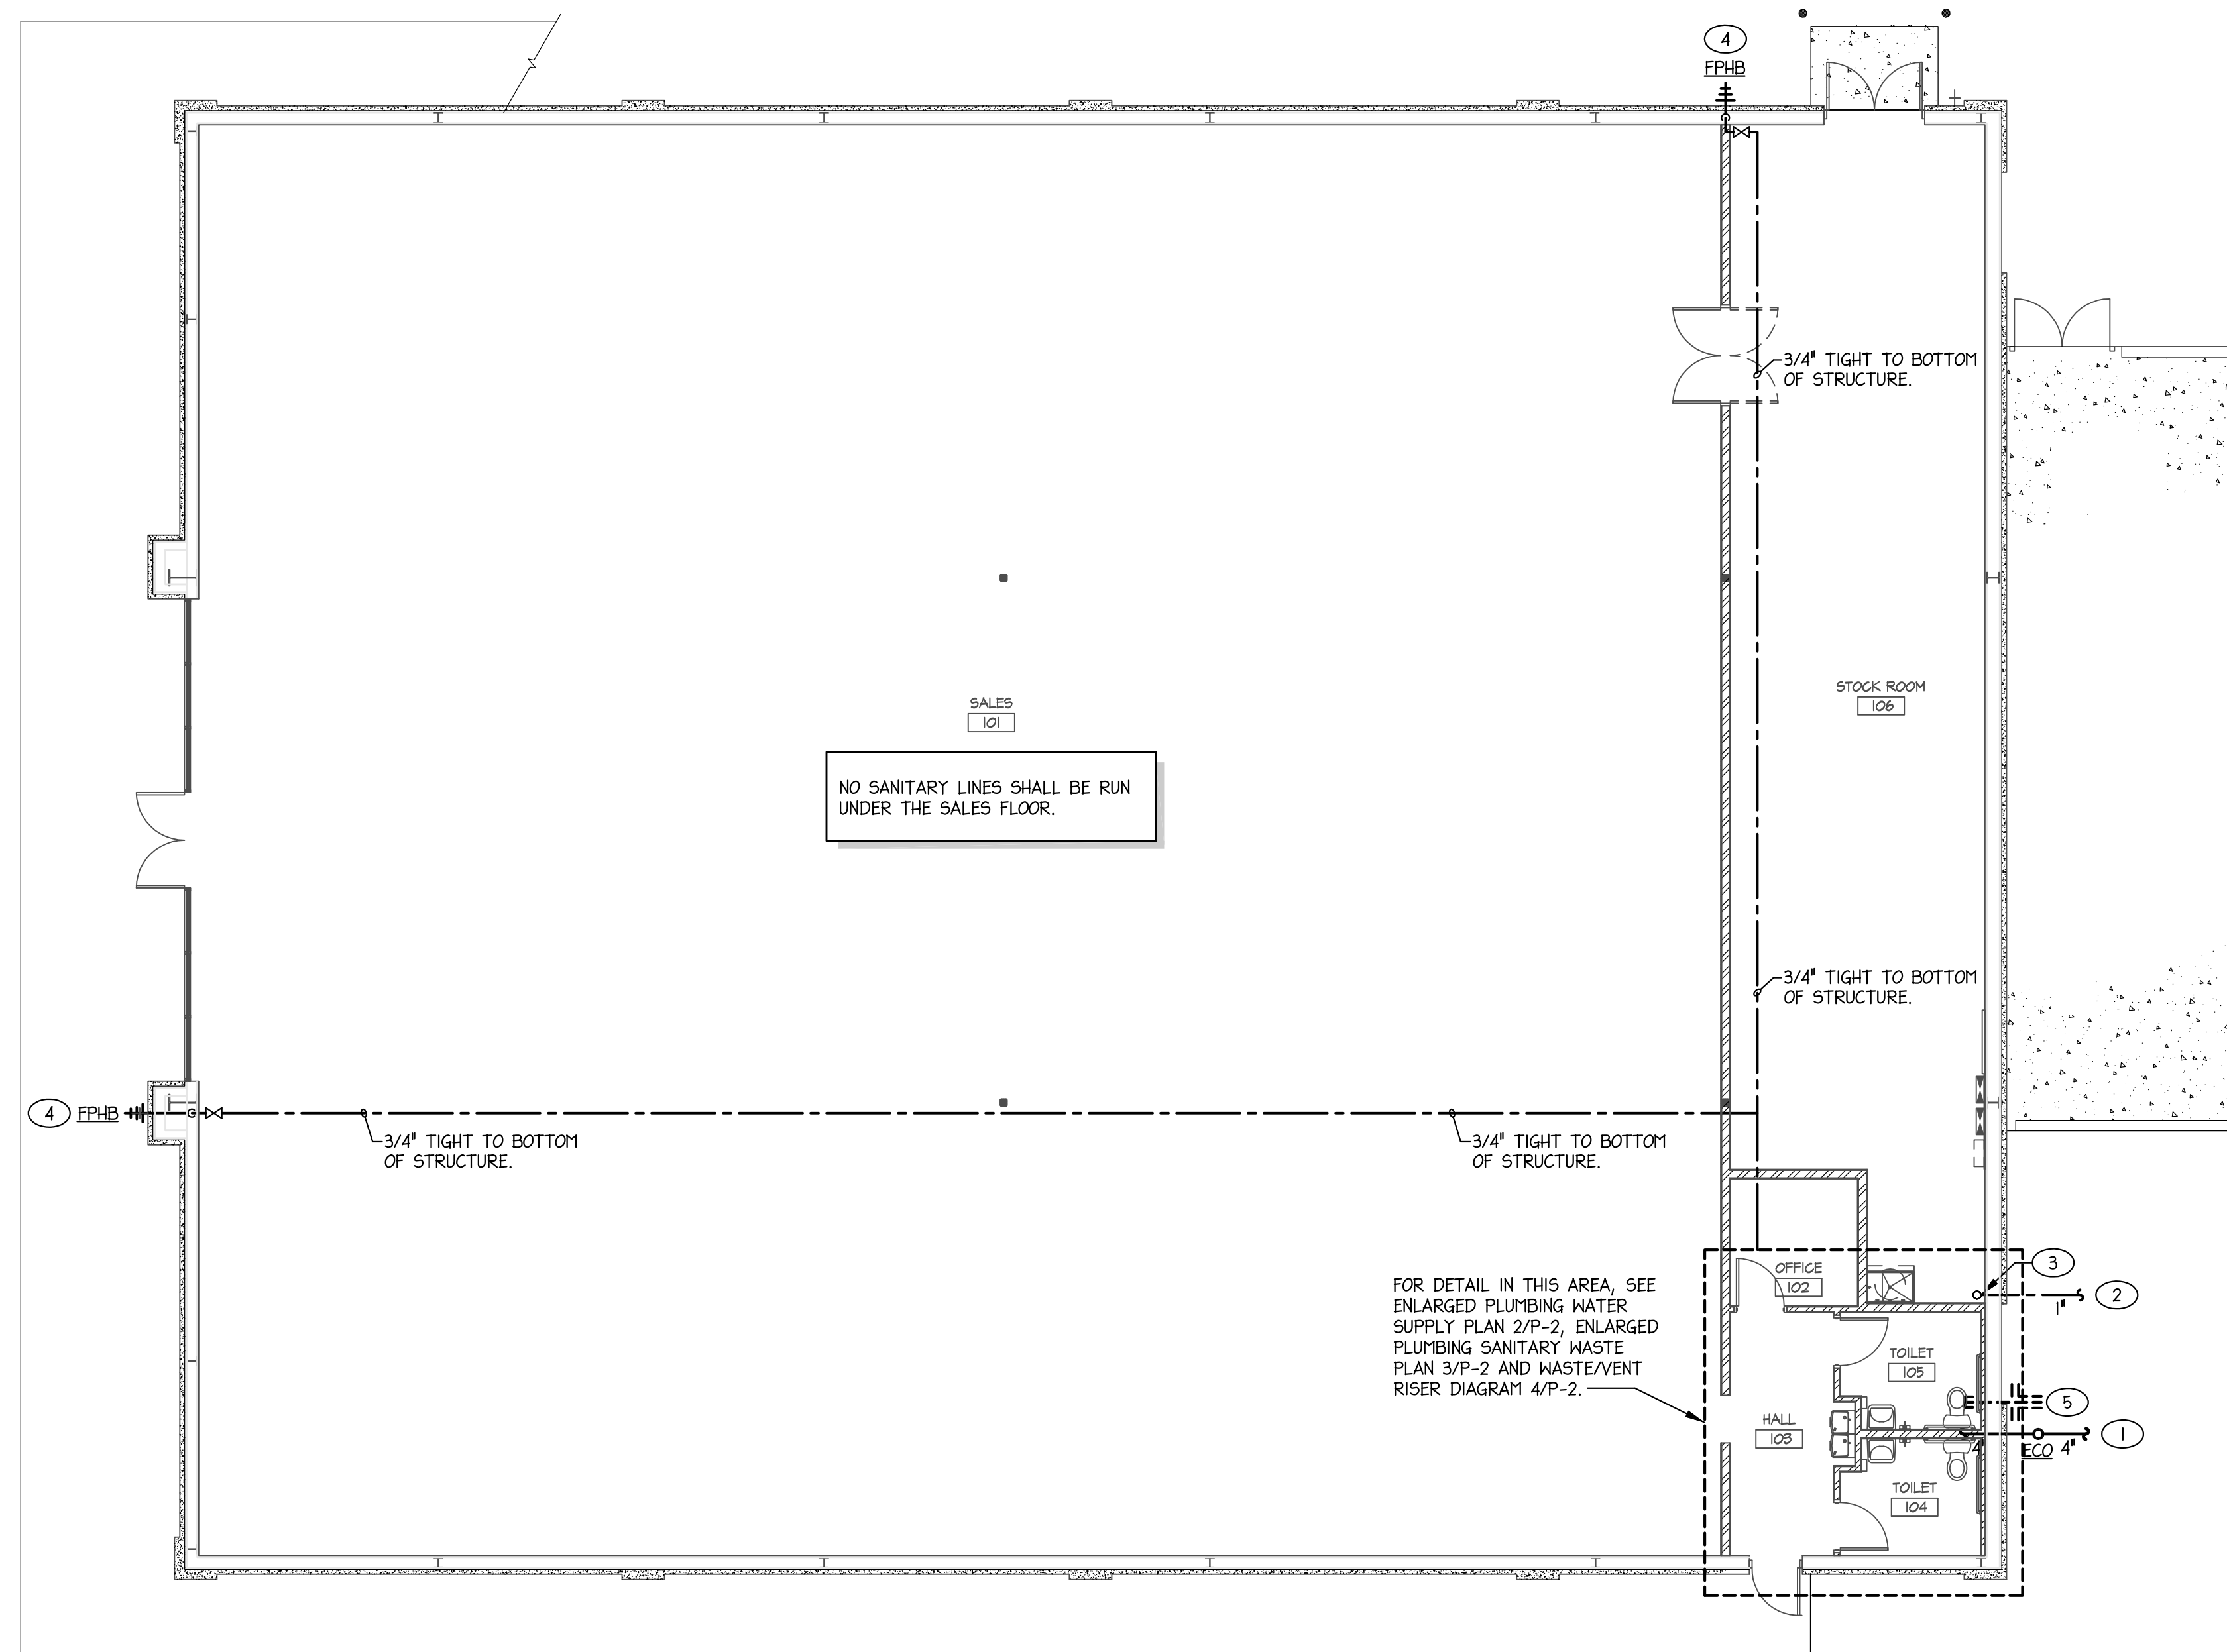 4
FPHB
3/4" TIGHT TO BOTTOM
OF STRUCTURE.
SALES
101
STOCK ROOM
106
NO SANITARY LINES SHALL BE RUN
UNDER THE SALES FLOOR.
3/4" TIGHT TO BOTTOM
OF STRUCTURE.
4 FPHB
3/4" TIGHT TO BOTTOM
OF STRUCTURE.
3/4" TIGHT TO BOTTOM
OF STRUCTURE.
FOR DETAIL IN THIS AREA, SEE
ENLARGED PLUMBING WATER
SUPPLY PLAN 2/P-2, ENLARGED
PLUMBING SANITARY WASTE
PLAN 3/P-2 AND WASTE/VENT
RISER DIAGRAM 4/P-2.
OFFICE
102
3
2
1"
TOILET
105
5
HALL
103
1
4"
ECO 4"
TOILET
104